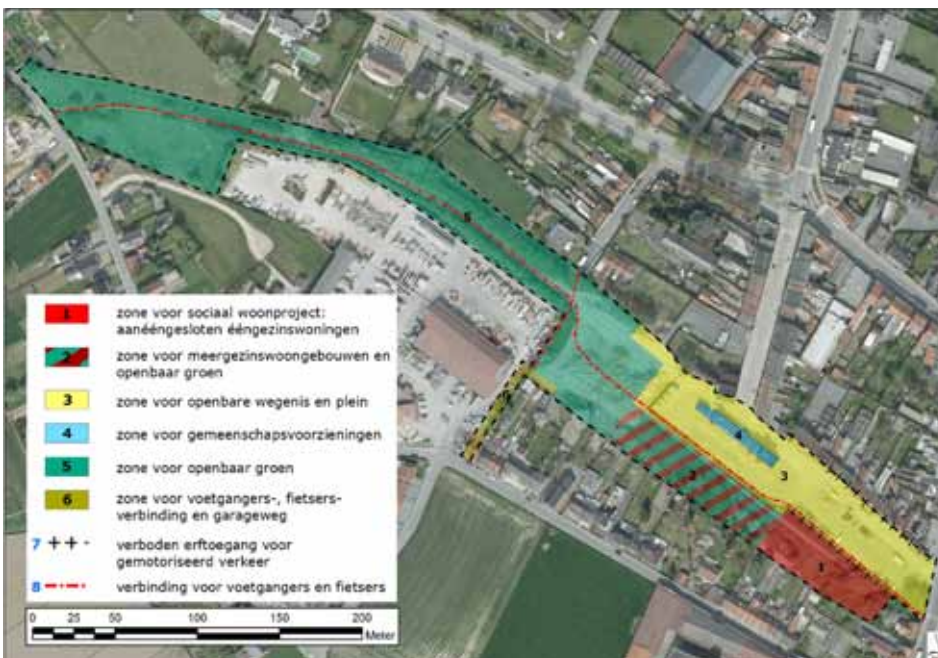 5
4
3
2
1
1 zone voor sociaal woonproject:
aanééngesloten ééngezinswoningen
2 zone voor meergezinswoongebouwen en
openbaar groen
3 zone voor openbare wegenis en plein
4 zone voor gemeenschapsvoorzieningen
5 zone voor openbaar groen
6 zone voor voetgangers-, fietsers-
verbinding en garageweg
7 verboden erftoegang voor
gemotoriseerd verkeer
8 verbinding voor voetgangers en fietsers
0 25 50 100 150 200
Meter